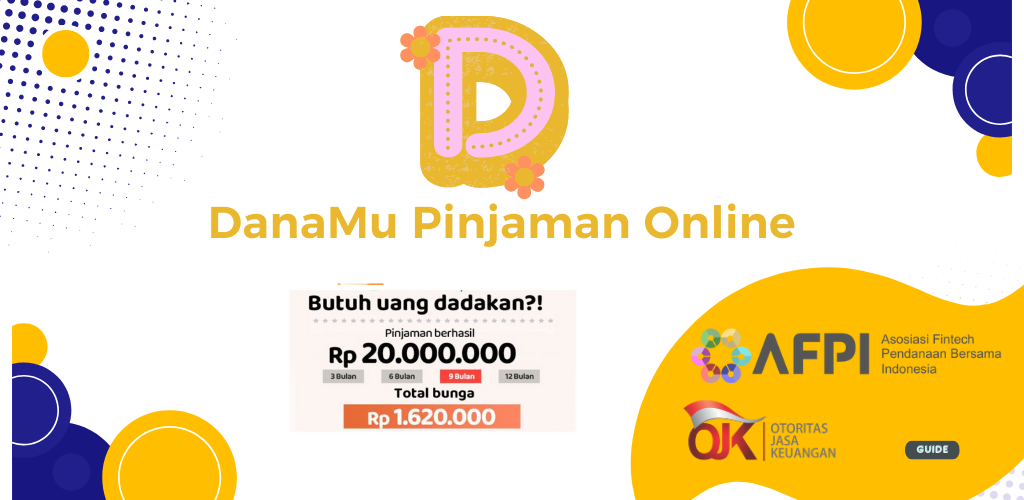 D
DanaMu Pinjaman Online
Butuh uang dadakan?!
Pinjaman berhasil
Rp 20.000.000
3 Bulan 6 Bulan 9 Bulan 12 Bulan
Total bunga
Rp 1.620.000
AFPI
Asosiasi Fintech
Pendanaan Bersama
Indonesia
OJK
OTORITAS
JASA
KEUANGAN
GUIDE